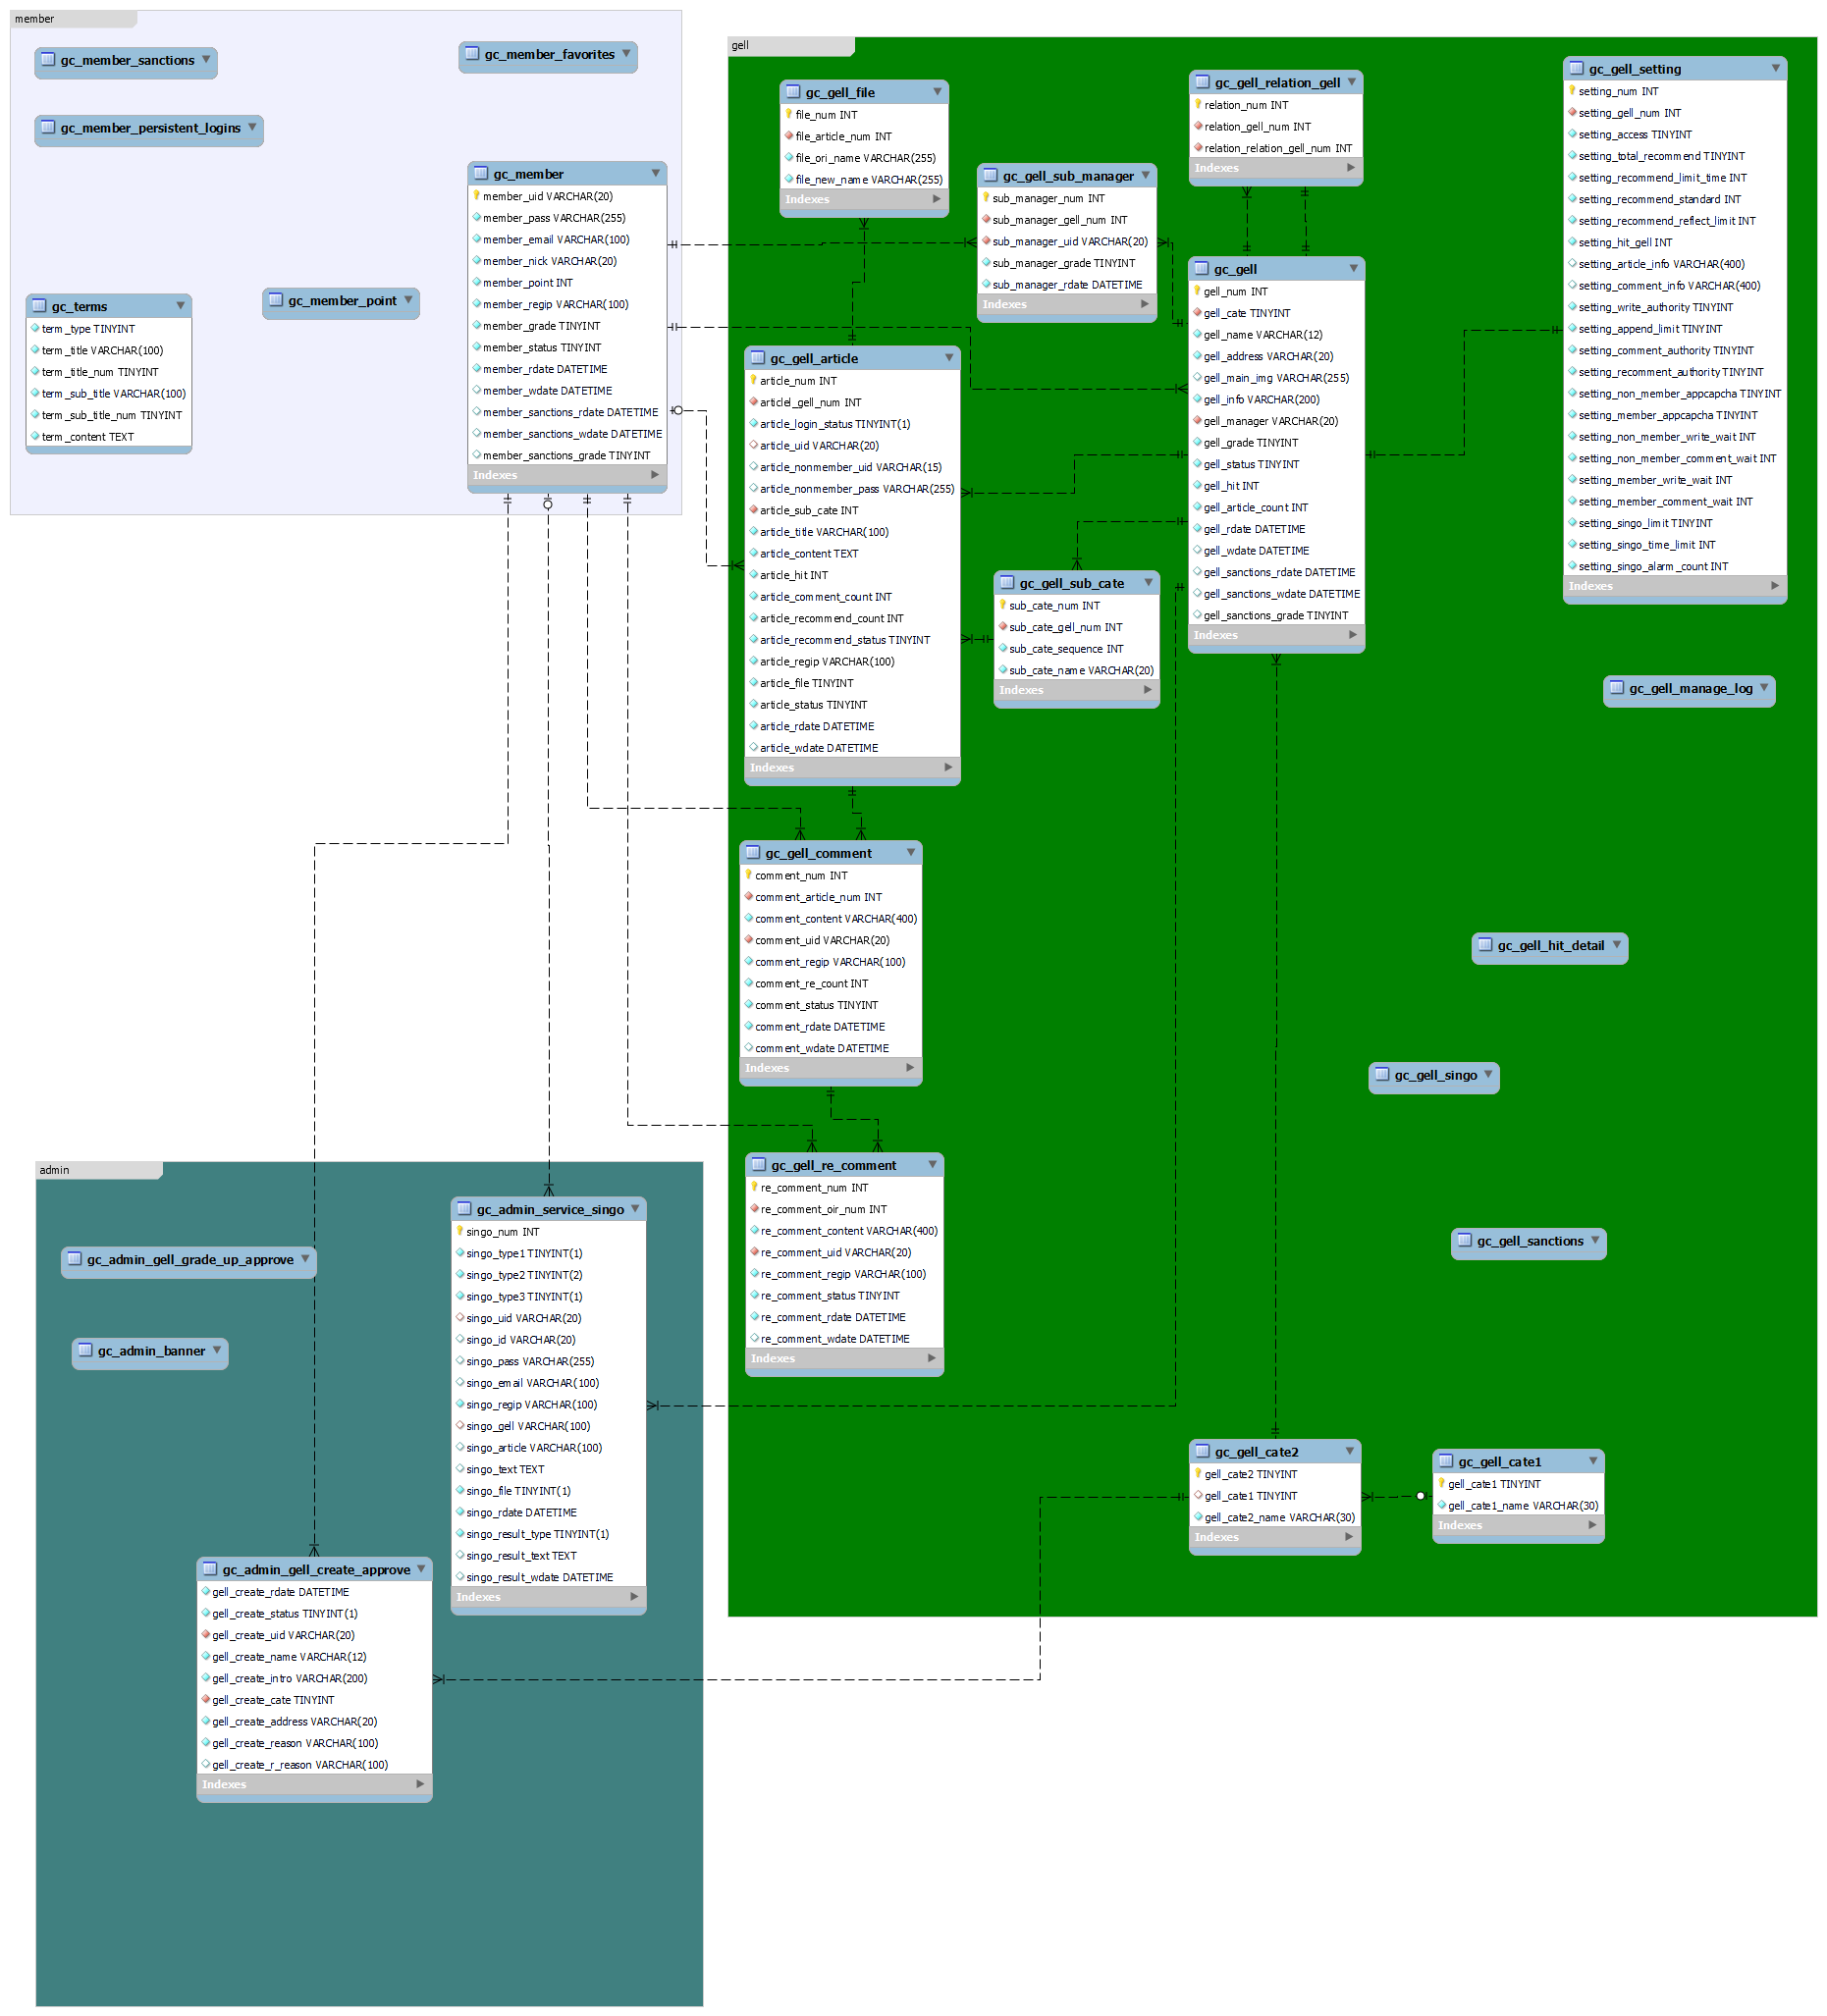 member
gc_member_sanctions
gc_member_favorites
gc_member_persistent_logins
gc_member
member_uid VARCHAR(20)
member_pass VARCHAR(255)
member_email VARCHAR(100)
member_nick VARCHAR(20)
member_point INT
member_regip VARCHAR(100)
member_grade TINYINT
member_status TINYINT
member_rdate DATETIME
member_wdate DATETIME
member_sanctions_rdate DATETIME
member_sanctions_wdate DATETIME
member_sanctions_grade TINYINT
Indexes
gc_member_point
gc_terms
term_type TINYINT
term_title VARCHAR(100)
term_title_num TINYINT
term_sub_title VARCHAR(100)
term_sub_title_num TINYINT
term_content TEXT
gell
gc_gell_file
file_num INT
file_article_num INT
file_ori_name VARCHAR(255)
file_new_name VARCHAR(255)
Indexes
gc_gell_sub_manager
sub_manager_num INT
sub_manager_gell_num INT
sub_manager_uid VARCHAR(20)
sub_manager_grade TINYINT
sub_manager_rdate DATETIME
Indexes
gc_gell_relation_gell
relation_num INT
relation_gell_num INT
relation_relation_gell_num INT
Indexes
gc_gell_setting
setting_num INT
setting_gell_num INT
setting_access TINYINT
setting_total_recommend TINYINT
setting_recommend_limit_time INT
setting_recommend_standard INT
setting_recommend_reflect_limit INT
setting_hit_gell INT
setting_article_info VARCHAR(400)
setting_comment_info VARCHAR(400)
setting_write_authority TINYINT
setting_append_limit TINYINT
setting_comment_authority TINYINT
setting_recomment_authority TINYINT
setting_non_member_appcapcha TINYINT
setting_member_appcapcha TINYINT
setting_non_member_write_wait INT
setting_non_member_comment_wait INT
setting_member_write_wait INT
setting_member_comment_wait INT
setting_singo_limit TINYINT
setting_singo_time_limit INT
setting_singo_alarm_count INT
Indexes
gc_gell
gell_num INT
gell_cate TINYINT
gell_name VARCHAR(12)
gell_address VARCHAR(20)
gell_main_img VARCHAR(255)
gell_info VARCHAR(200)
gell_manager VARCHAR(20)
gell_grade TINYINT
gell_status TINYINT
gell_hit INT
gell_article_count INT
gell_rdate DATETIME
gell_wdate DATETIME
gell_sanctions_rdate DATETIME
gell_sanctions_wdate DATETIME
gell_sanctions_grade TINYINT
Indexes
gc_gell_article
article_num INT
articlel_gell_num INT
article_login_status TINYINT(1)
article_uid VARCHAR(20)
article_nonmember_uid VARCHAR(15)
article_nonmember_pass VARCHAR(255)
article_sub_cate INT
article_title VARCHAR(100)
article_content TEXT
article_hit INT
article_comment_count INT
article_recommend_count INT
article_recommend_status TINYINT
article_regip VARCHAR(100)
article_file TINYINT
article_status TINYINT
article_rdate DATETIME
article_wdate DATETIME
Indexes
gc_gell_sub_cate
sub_cate_num INT
sub_cate_gell_num INT
sub_cate_sequence INT
sub_cate_name VARCHAR(20)
Indexes
gc_gell_manage_log
gc_gell_comment
comment_num INT
comment_article_num INT
comment_content VARCHAR(400)
comment_uid VARCHAR(20)
comment_regip VARCHAR(100)
comment_re_count INT
comment_status TINYINT
comment_rdate DATETIME
comment_wdate DATETIME
Indexes
gc_gell_hit_detail
gc_gell_singo
gc_gell_re_comment
re_comment_num INT
re_comment_oir_num INT
re_comment_content VARCHAR(400)
re_comment_uid VARCHAR(20)
re_comment_regip VARCHAR(100)
re_comment_status TINYINT
re_comment_rdate DATETIME
re_comment_wdate DATETIME
Indexes
gc_gell_sanctions
gc_gell_cate2
gell_cate2 TINYINT
gell_cate1 TINYINT
gell_cate2_name VARCHAR(30)
Indexes
gc_gell_cate1
gell_cate1 TINYINT
gell_cate1_name VARCHAR(30)
Indexes
admin
gc_admin_service_singo
singo_num INT
singo_type1 TINYINT(1)
singo_type2 TINYINT(2)
singo_type3 TINYINT(1)
singo_uid VARCHAR(20)
singo_id VARCHAR(20)
singo_pass VARCHAR(255)
singo_email VARCHAR(100)
singo_regip VARCHAR(100)
singo_gell VARCHAR(100)
singo_article VARCHAR(100)
singo_text TEXT
singo_file TINYINT(1)
singo_rdate DATETIME
singo_result_type TINYINT(1)
singo_result_text TEXT
singo_result_wdate DATETIME
Indexes
gc_admin_gell_grade_up_approve
gc_admin_banner
gc_admin_gell_create_approve
gell_create_rdate DATETIME
gell_create_status TINYINT(1)
gell_create_uid VARCHAR(20)
gell_create_name VARCHAR(12)
gell_create_intro VARCHAR(200)
gell_create_cate TINYINT
gell_create_address VARCHAR(20)
gell_create_reason VARCHAR(100)
gell_create_r_reason VARCHAR(100)
Indexes